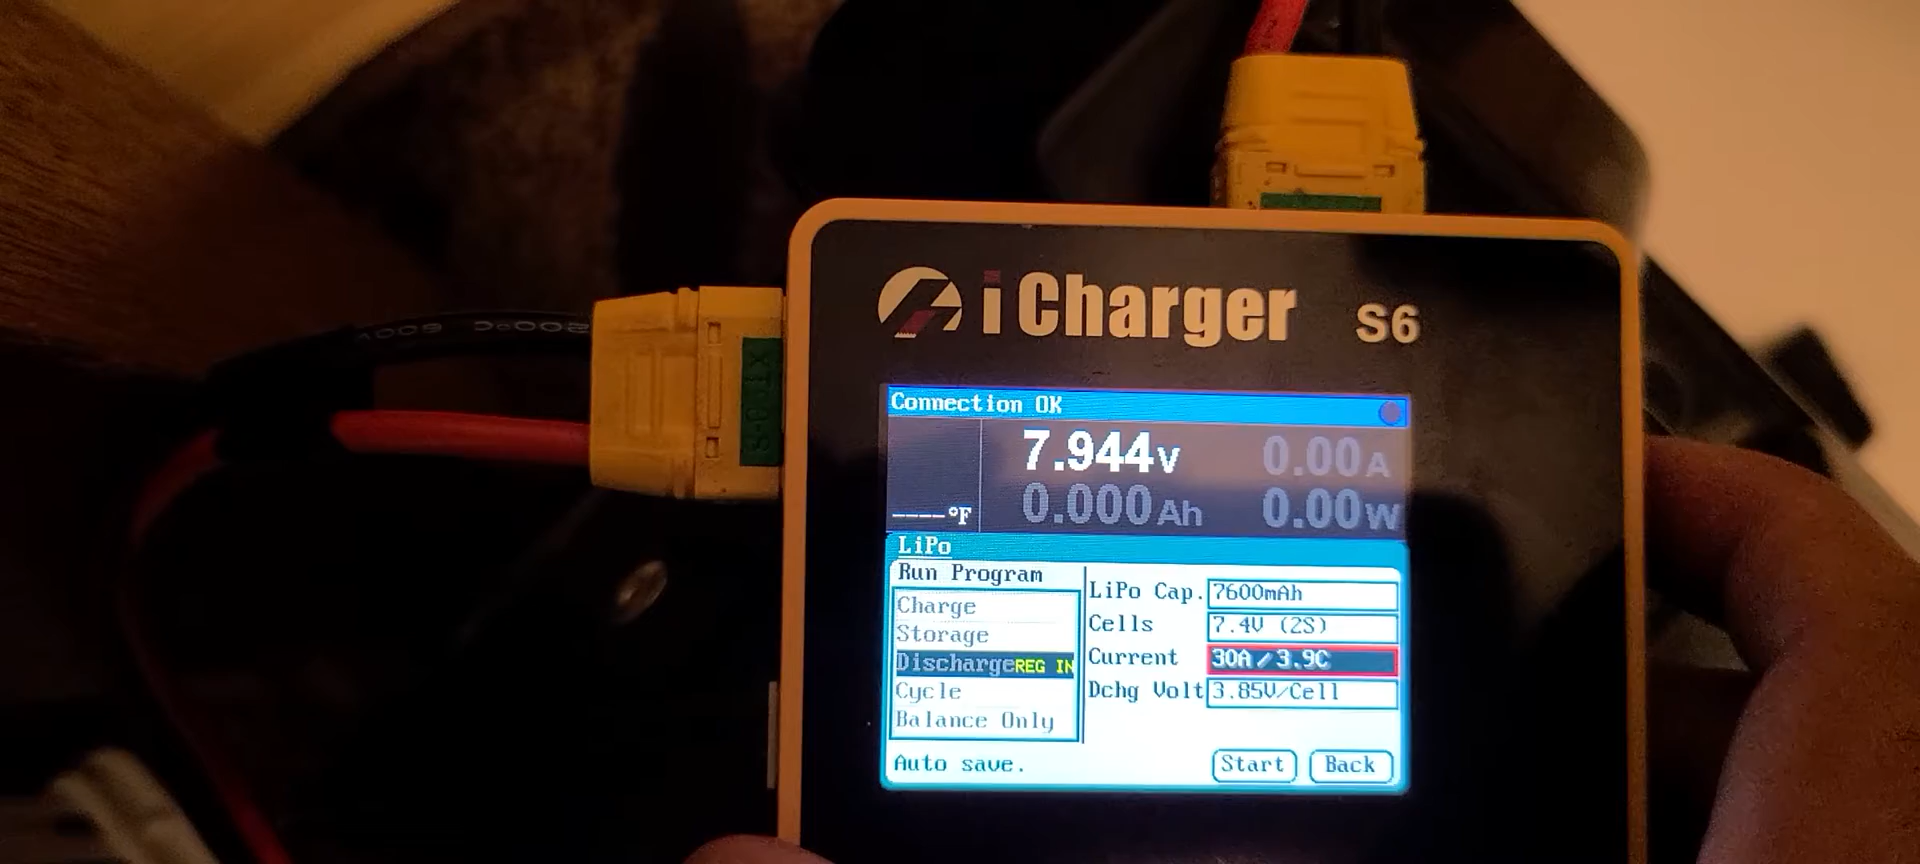 iCharger S6
Connection OK
7.944V 0.00A
----°F 0.000Ah 0.00W
LiPo
Run Program
Charge
Storage
DischargeREG IN
Cycle
Balance Only
LiPo Cap. 7600mAh
Cells 7.4V (2S)
Current 30A/3.9C
Dchg Volt 3.85V/Cell
Auto save. Start Back